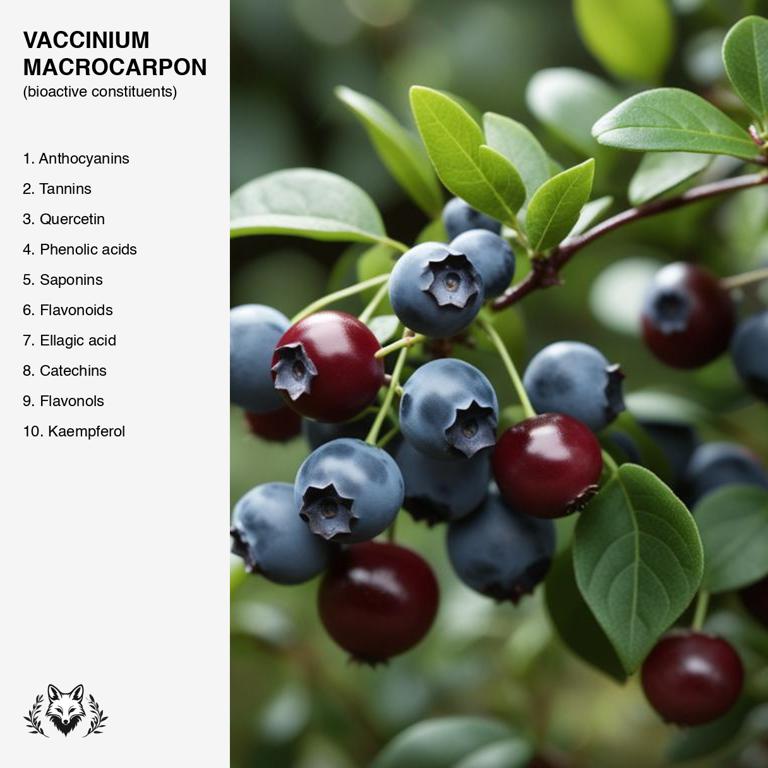 VACCINIUM
MACROCARPON
(bioactive constituents)
1. Anthocyanins
2. Tannins
3. Quercetin
4. Phenolic acids
5. Saponins
6. Flavonoids
7. Ellagic acid
8. Catechins
9. Flavonols
10. Kaempferol